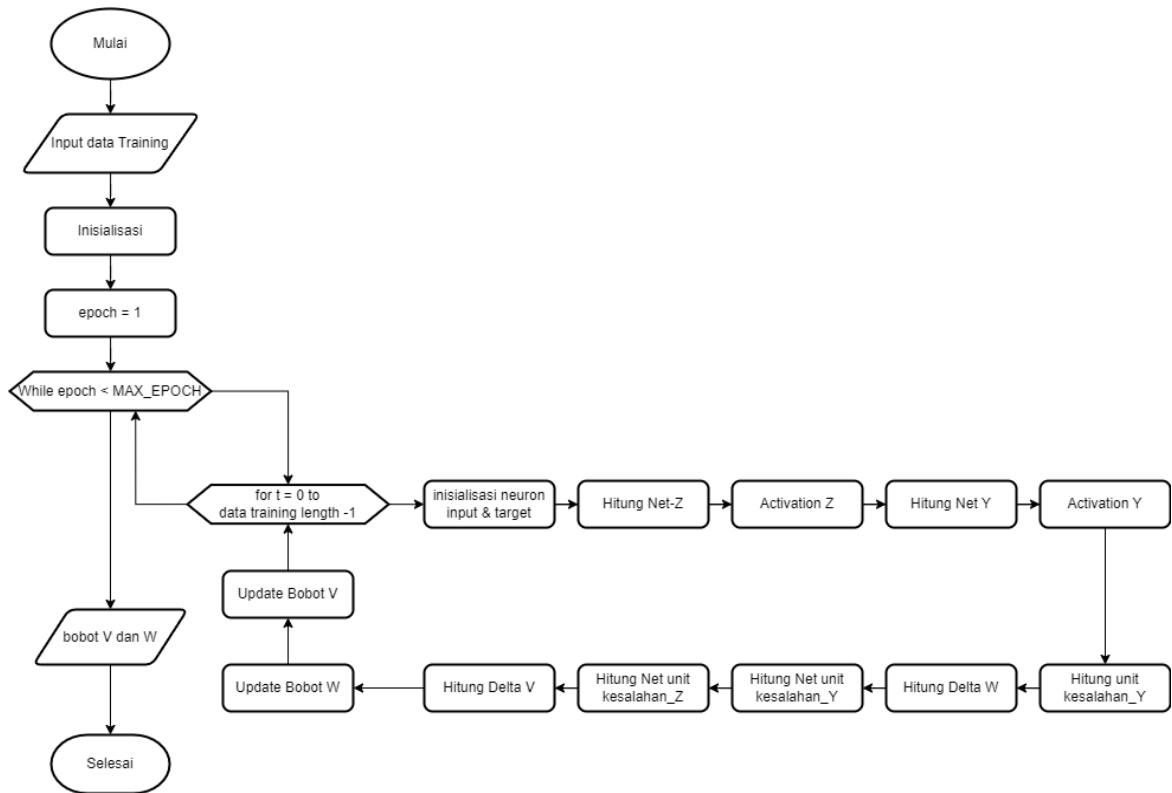 Mulai
Input data Training
Inisialisasi
epoch = 1
While epoch < MAX_EPOCH
for t = 0 to
data training length -1
inisialisasi neuron
input & target
Hitung Net-Z
Activation Z
Hitung Net Y
Activation Y
Hitung unit
kesalahan_Y
Hitung Delta W
Hitung Net unit
kesalahan_Y
Hitung Net unit
kesalahan_Z
Hitung Delta V
Update Bobot W
Update Bobot V
bobot V dan W
Selesai